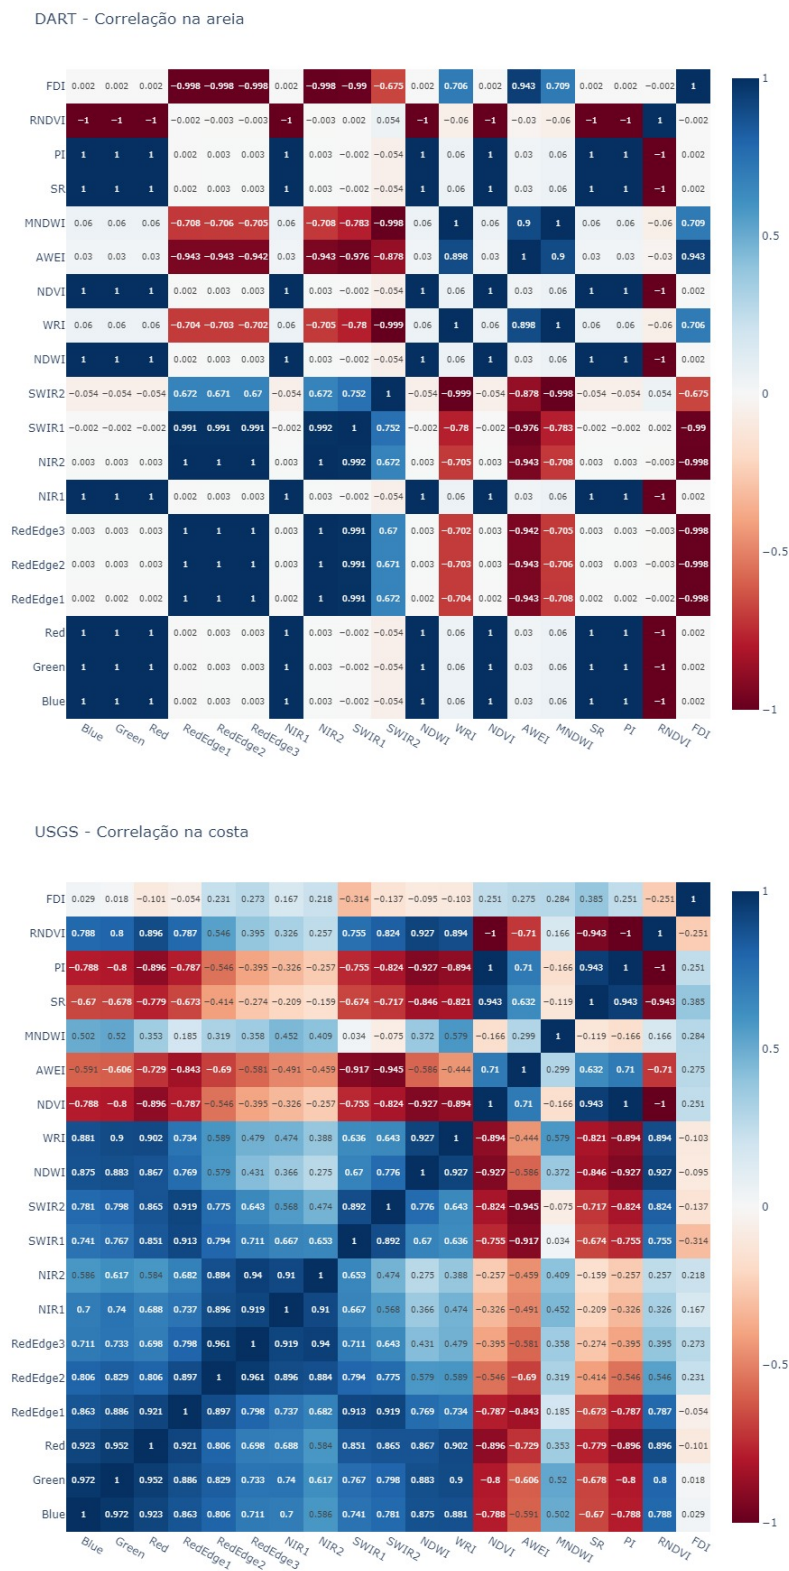 DART - Correlação na areia
FDI 0.002 0.002 0.002 −0.998 −0.998 −0.998 0.002 −0.998 −0.99 −0.675 0.002 0.706 0.002 0.943 0.709 0.002 0.002 −0.002 1
RNDVI −1 −1 −1 −0.002 −0.003 −0.003 −1 −0.003 0.002 0.054 −1 −0.06 −1 −0.03 −0.06 −1 −1 1 −0.002
PI 1 1 1 0.002 0.003 0.003 1 0.003 −0.002 −0.054 1 0.06 1 0.03 0.06 1 1 −1 0.002
SR 1 1 1 0.002 0.003 0.003 1 0.003 −0.002 −0.054 1 0.06 1 0.03 0.06 1 1 −1 0.002
MNDWI 0.06 0.06 0.06 −0.708 −0.706 −0.705 0.06 −0.708 −0.783 −0.998 0.06 1 0.06 0.9 1 0.06 0.06 −0.06 0.709
AWEI 0.03 0.03 0.03 −0.943 −0.943 −0.942 0.03 −0.943 −0.976 −0.878 0.03 0.898 0.03 1 0.9 0.03 0.03 −0.03 0.943
NDVI 1 1 1 0.002 0.003 0.003 1 0.003 −0.002 −0.054 1 0.06 1 0.03 0.06 1 1 −1 0.002
WRI 0.06 0.06 0.06 −0.704 −0.703 −0.702 0.06 −0.705 −0.78 −0.999 0.06 1 0.06 0.898 1 0.06 0.06 −0.06 0.706
NDWI 1 1 1 0.002 0.003 0.003 1 0.003 −0.002 −0.054 1 0.06 1 0.03 0.06 1 1 −1 0.002
SWIR2 −0.054 −0.054 −0.054 0.672 0.671 0.67 −0.054 0.672 0.752 1 −0.054 −0.999 −0.054 −0.878 −0.998 −0.054 −0.054 0.054 −0.675
SWIR1 −0.002 −0.002 −0.002 0.991 0.991 0.991 −0.002 0.992 1 0.752 −0.002 −0.78 −0.002 −0.976 −0.783 −0.002 −0.002 0.002 −0.99
NIR2 0.003 0.003 0.003 1 1 1 0.003 1 0.992 0.672 0.003 −0.705 0.003 −0.943 −0.708 0.003 0.003 −0.003 −0.998
NIR1 1 1 1 0.002 0.003 0.003 1 0.003 −0.002 −0.054 1 0.06 1 0.03 0.06 1 1 −1 0.002
RedEdge3 0.003 0.003 0.003 1 1 1 0.003 1 0.991 0.67 0.003 −0.702 0.003 −0.942 −0.705 0.003 0.003 −0.003 −0.998
RedEdge2 0.003 0.003 0.003 1 1 1 0.003 1 0.991 0.671 0.003 −0.703 0.003 −0.943 −0.706 0.003 0.003 −0.003 −0.998
RedEdge1 0.002 0.002 0.002 1 1 1 0.002 1 0.991 0.672 0.002 −0.704 0.002 −0.943 −0.708 0.002 0.002 −0.002 −0.998
Red 1 1 1 0.002 0.003 0.003 1 0.003 −0.002 −0.054 1 0.06 1 0.03 0.06 1 1 −1 0.002
Green 1 1 1 0.002 0.003 0.003 1 0.003 −0.002 −0.054 1 0.06 1 0.03 0.06 1 1 −1 0.002
Blue 1 1 1 0.002 0.003 0.003 1 0.003 −0.002 −0.054 1 0.06 1 0.03 0.06 1 1 −1 0.002
Blue Green Red RedEdge1 RedEdge2 RedEdge3 NIR1 NIR2 SWIR1 SWIR2 NDWI WRI NDVI AWEI MNDWI SR PI RNDVI FDI
1
0.5
0
−0.5
−1
USGS - Correlação na costa
FDI 0.029 0.018 −0.101 −0.054 0.231 0.273 0.167 0.218 −0.314 −0.137 −0.095 −0.103 0.251 0.275 0.284 0.385 0.251 −0.251 1
RNDVI 0.788 0.8 0.896 0.787 0.546 0.395 0.326 0.257 0.755 0.824 0.927 0.894 −1 −0.71 0.166 −0.943 −1 1 −0.251
PI −0.788 −0.8 −0.896 −0.787 −0.546 −0.395 −0.326 −0.257 −0.755 −0.824 −0.927 −0.894 1 0.71 −0.166 0.943 1 −1 0.251
SR −0.67 −0.678 −0.779 −0.673 −0.414 −0.274 −0.209 −0.159 −0.674 −0.717 −0.846 −0.821 0.943 0.632 −0.119 1 0.943 −0.943 0.385
MNDWI 0.502 0.52 0.353 0.185 0.319 0.358 0.452 0.409 0.034 −0.075 0.372 0.579 −0.166 0.299 1 −0.119 −0.166 0.166 0.284
AWEI −0.591 −0.606 −0.729 −0.843 −0.69 −0.581 −0.491 −0.459 −0.917 −0.945 −0.586 −0.444 0.71 1 0.299 0.632 0.71 −0.71 0.275
NDVI −0.788 −0.8 −0.896 −0.787 −0.546 −0.395 −0.326 −0.257 −0.755 −0.824 −0.927 −0.894 1 0.71 −0.166 0.943 1 −1 0.251
WRI 0.881 0.9 0.902 0.734 0.589 0.479 0.474 0.388 0.636 0.643 0.927 1 −0.894 −0.444 0.579 −0.821 −0.894 0.894 −0.103
NDWI 0.875 0.883 0.867 0.769 0.579 0.431 0.366 0.275 0.67 0.776 1 0.927 −0.927 −0.586 0.372 −0.846 −0.927 0.927 −0.095
SWIR2 0.781 0.798 0.865 0.919 0.775 0.643 0.568 0.474 0.892 1 0.776 0.643 −0.824 −0.945 −0.075 −0.717 −0.824 0.824 −0.137
SWIR1 0.741 0.767 0.851 0.913 0.794 0.711 0.667 0.653 1 0.892 0.67 0.636 −0.755 −0.917 0.034 −0.674 −0.755 0.755 −0.314
NIR2 0.586 0.617 0.584 0.682 0.884 0.94 0.91 1 0.653 0.474 0.275 0.388 −0.257 −0.459 0.409 −0.159 −0.257 0.257 0.218
NIR1 0.7 0.74 0.688 0.737 0.896 0.919 1 0.91 0.667 0.568 0.366 0.474 −0.326 −0.491 0.452 −0.209 −0.326 0.326 0.167
RedEdge3 0.711 0.733 0.698 0.798 0.961 1 0.919 0.94 0.711 0.643 0.431 0.479 −0.395 −0.581 0.358 −0.274 −0.395 0.395 0.273
RedEdge2 0.806 0.829 0.806 0.897 1 0.961 0.896 0.884 0.794 0.775 0.579 0.589 −0.546 −0.69 0.319 −0.414 −0.546 0.546 0.231
RedEdge1 0.863 0.886 0.921 1 0.897 0.798 0.737 0.682 0.913 0.919 0.769 0.734 −0.787 −0.843 0.185 −0.673 −0.787 0.787 −0.054
Red 0.923 0.952 1 0.921 0.806 0.698 0.688 0.584 0.851 0.865 0.867 0.902 −0.896 −0.729 0.353 −0.779 −0.896 0.896 −0.101
Green 0.972 1 0.952 0.886 0.829 0.733 0.74 0.617 0.767 0.798 0.883 0.9 −0.8 −0.606 0.52 −0.678 −0.8 0.8 0.018
Blue 1 0.972 0.923 0.863 0.806 0.711 0.7 0.586 0.741 0.781 0.875 0.881 −0.788 −0.591 0.502 −0.67 −0.788 0.788 0.029
Blue Green Red RedEdge1 RedEdge2 RedEdge3 NIR1 NIR2 SWIR1 SWIR2 NDWI WRI NDVI AWEI MNDWI SR PI RNDVI FDI
1
0.5
0
−0.5
−1